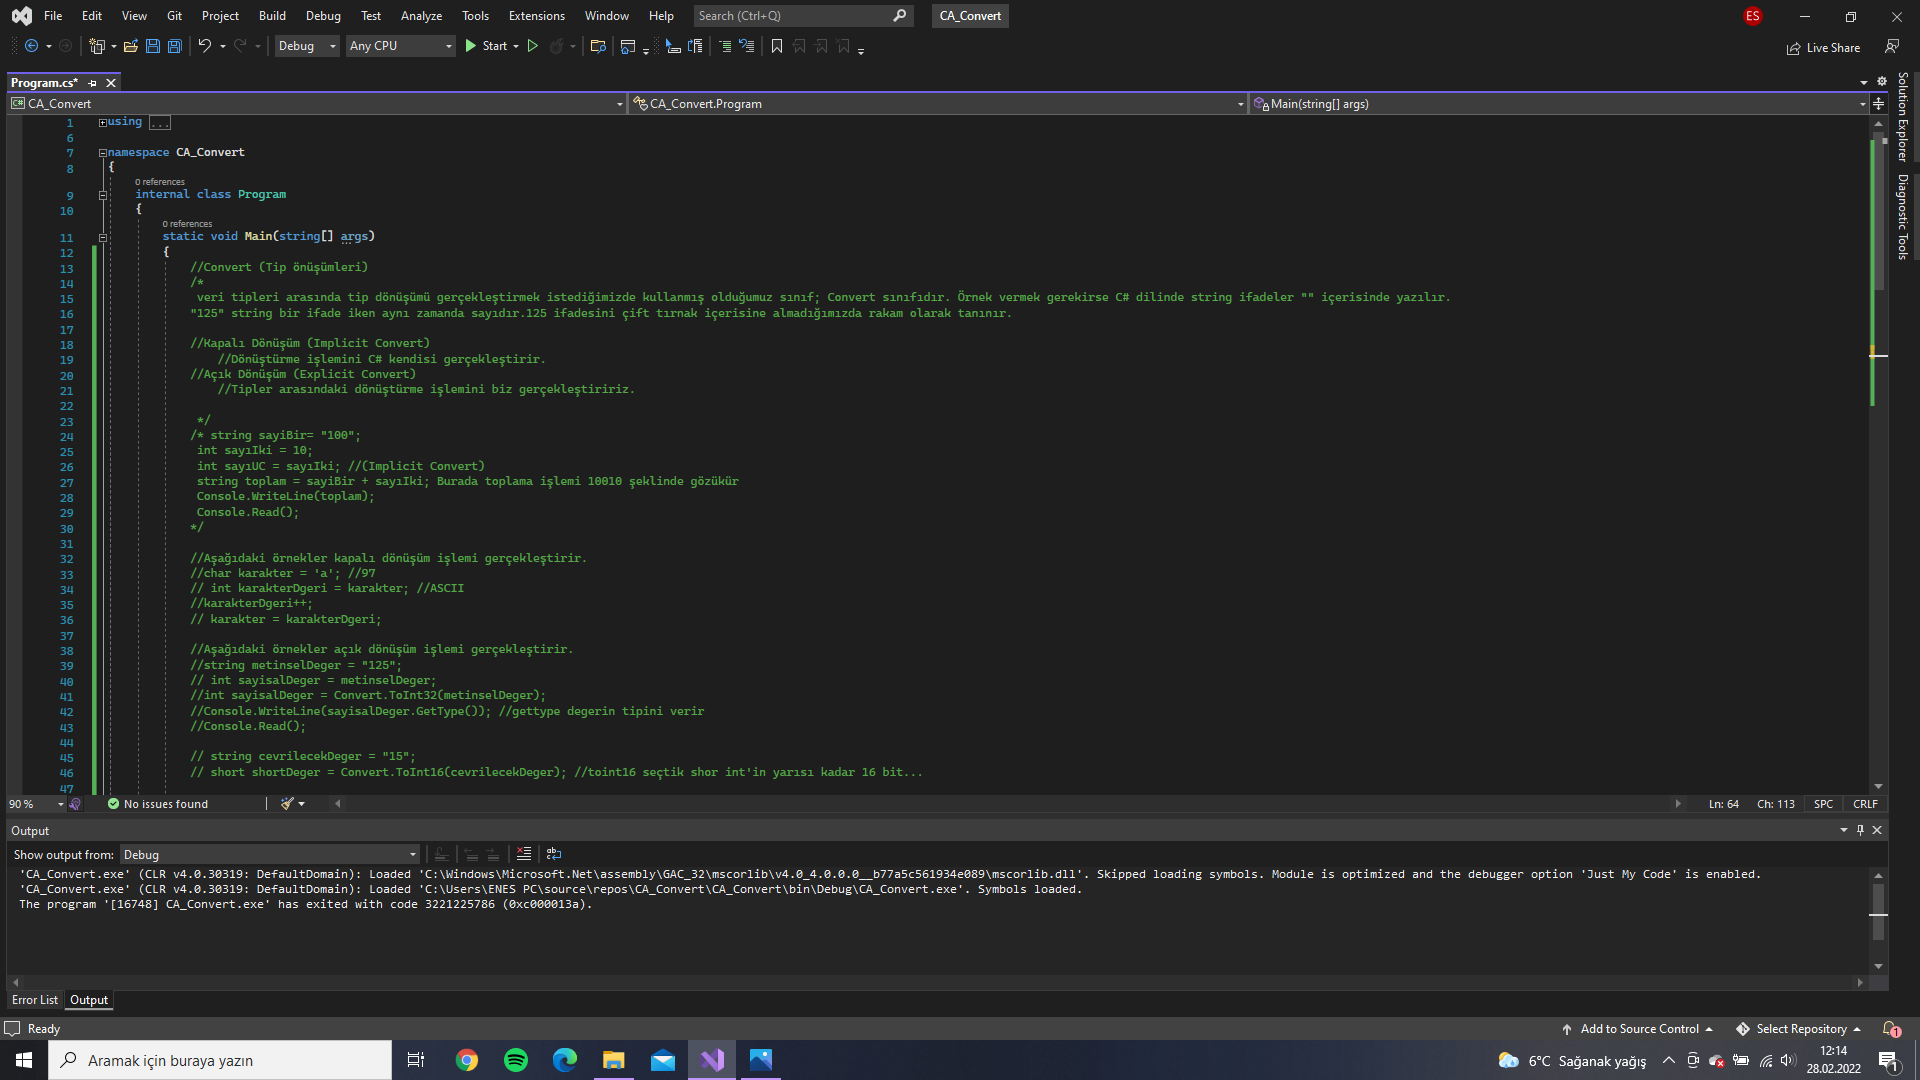 File Edit View Git Project Build Debug Test Analyze Tools Extensions Window Help Search (Ctrl+Q) CA_Convert ES
Debug Any CPU Start Live Share
Program.cs*
CA_Convert CA_Convert.Program Main(string[] args)
Solution Explorer
Diagnostic Tools
1 using ...
6
7 namespace CA_Convert
8 {
0 references
9 internal class Program
10 {
0 references
11 static void Main(string[] args)
12 {
13 //Convert (Tip önüşümleri)
14 /*
15 veri tipleri arasında tip dönüşümü gerçekleştirmek istediğimizde kullanmış olduğumuz sınıf; Convert sınıfıdır. Örnek vermek gerekirse C# dilinde string ifadeler "" içerisinde yazılır.
16 "125" string bir ifade iken aynı zamanda sayıdır.125 ifadesini çift tırnak içerisine almadığımızda rakam olarak tanınır.
17
18 //Kapalı Dönüşüm (Implicit Convert)
19 //Dönüştürme işlemini C# kendisi gerçekleştirir.
20 //Açık Dönüşüm (Explicit Convert)
21 //Tipler arasındaki dönüştürme işlemini biz gerçekleştiririz.
22
23 */
24 /* string sayiBir= "100";
25 int sayıIki = 10;
26 int sayıUC = sayıIki; //(Implicit Convert)
27 string toplam = sayiBir + sayıIki; Burada toplama işlemi 10010 şeklinde gözükür
28 Console.WriteLine(toplam);
29 Console.Read();
30 */
31
32 //Aşağıdaki örnekler kapalı dönüşüm işlemi gerçekleştirir.
33 //char karakter = 'a'; //97
34 // int karakterDgeri = karakter; //ASCII
35 //karakterDgeri++;
36 // karakter = karakterDgeri;
37
38 //Aşağıdaki örnekler açık dönüşüm işlemi gerçekleştirir.
39 //string metinselDeger = "125";
40 // int sayisalDeger = metinselDeger;
41 //int sayisalDeger = Convert.ToInt32(metinselDeger);
42 //Console.WriteLine(sayisalDeger.GetType()); //gettype degerin tipini verir
43 //Console.Read();
44
45 // string cevrilecekDeger = "15";
46 // short shortDeger = Convert.ToInt16(cevrilecekDeger); //toint16 seçtik shor int'in yarısı kadar 16 bit...
47
90 % No issues found Ln: 64 Ch: 113 SPC CRLF
Output
Show output from: Debug
'CA_Convert.exe' (CLR v4.0.30319: DefaultDomain): Loaded 'C:\Windows\Microsoft.Net\assembly\GAC_32\mscorlib\v4.0_4.0.0.0__b77a5c561934e089\mscorlib.dll'. Skipped loading symbols. Module is optimized and the debugger option 'Just My Code' is enabled.
'CA_Convert.exe' (CLR v4.0.30319: DefaultDomain): Loaded 'C:\Users\ENES PC\source\repos\CA_Convert\CA_Convert\bin\Debug\CA_Convert.exe'. Symbols loaded.
The program '[16748] CA_Convert.exe' has exited with code 3221225786 (0xc000013a).
Error List Output
Ready Add to Source Control Select Repository 1
Aramak için buraya yazın 6°C Sağanak yağış 12:14
28.02.2022 1